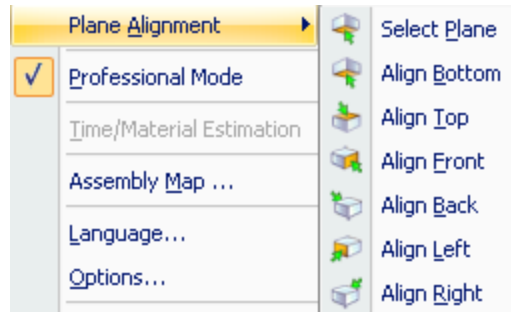 Plane Alignment
Professional Mode
Time/Material Estimation
Assembly Map ...
Language...
Options...
Select Plane
Align Bottom
Align Top
Align Front
Align Back
Align Left
Align Right